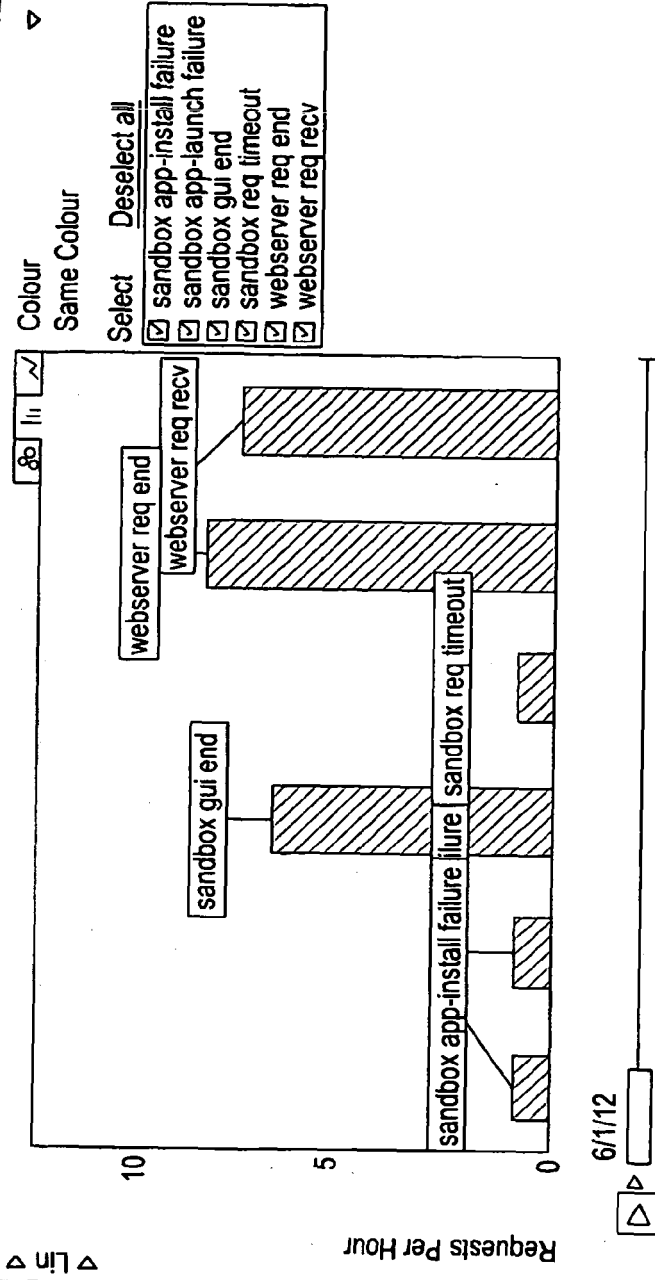 Lin
Colour
Same Colour
Select Deselect all
sandbox app-install failure
sandbox app-launch failure
sandbox gui end
sandbox req timeout
webserver req end
webserver req recv
10
5
0
Requests Per Hour
webserver req end
webserver req recv
sandbox gui end
sandbox app-install failure
ilure
sandbox req timeout
6/1/12